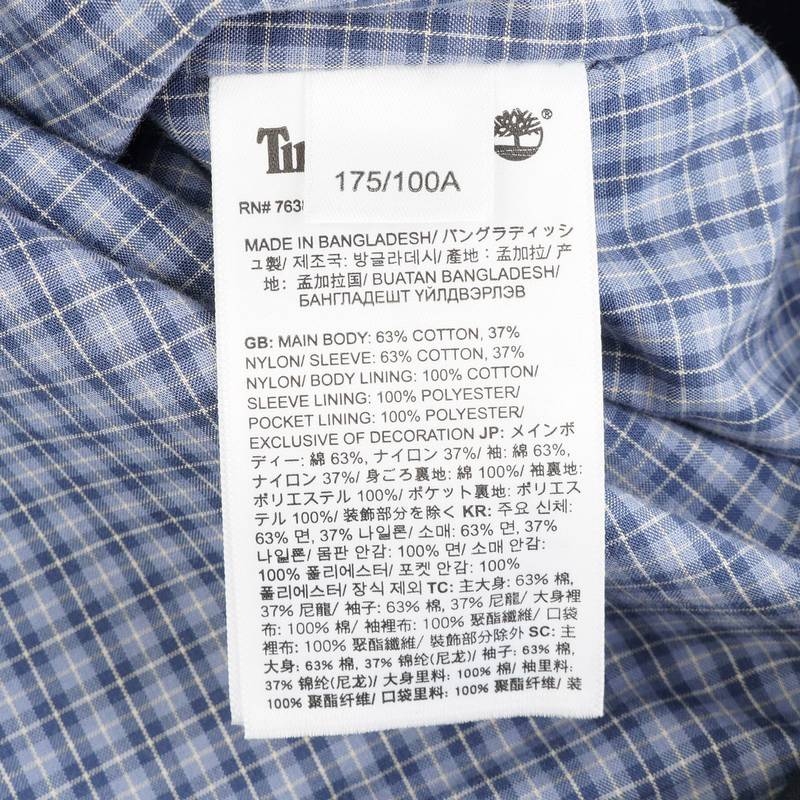 ®
175/100A
RN# 763
MADE IN BANGLADESH/ バングラディッシ
ュ製/ 제조국: 방글라데시/ 產地：孟加拉/ 产
地：孟加拉国/ BUATAN BANGLADESH/
БАНГЛАДЕШТ ҮЙЛДВЭРЛЭВ
GB: MAIN BODY: 63% COTTON, 37%
NYLON/ SLEEVE: 63% COTTON, 37%
NYLON/ BODY LINING: 100% COTTON/
SLEEVE LINING: 100% POLYESTER/
POCKET LINING: 100% POLYESTER/
EXCLUSIVE OF DECORATION JP: メインボ
ディー: 綿 63%, ナイロン 37%/ 袖: 綿 63%,
ナイロン 37%/ 身ごろ裏地: 綿 100%/ 袖裏地:
ポリエステル 100%/ ポケット裏地: ポリエス
テル 100%/ 装飾部分を除く KR: 주요 신체:
63% 면, 37% 나일론/ 소매: 63% 면, 37%
나일론/ 몸판 안감: 100% 면/ 소매 안감:
100% 폴리에스터/ 포켓 안감: 100%
폴리에스터/ 장식 제외 TC: 主大身: 63% 棉,
37% 尼龍/ 袖子: 63% 棉, 37% 尼龍/ 大身裡
布: 100% 棉/ 袖裡布: 100% 聚酯纖維/ 口袋
裡布: 100% 聚酯纖維/ 裝飾部分除外 SC: 主
大身: 63% 棉, 37% 锦纶(尼龙)/ 袖子: 63% 棉,
37% 锦纶(尼龙)/ 大身里料: 100% 棉/ 袖里料:
100% 聚酯纤维/ 口袋里料: 100% 聚酯纤维/ 装